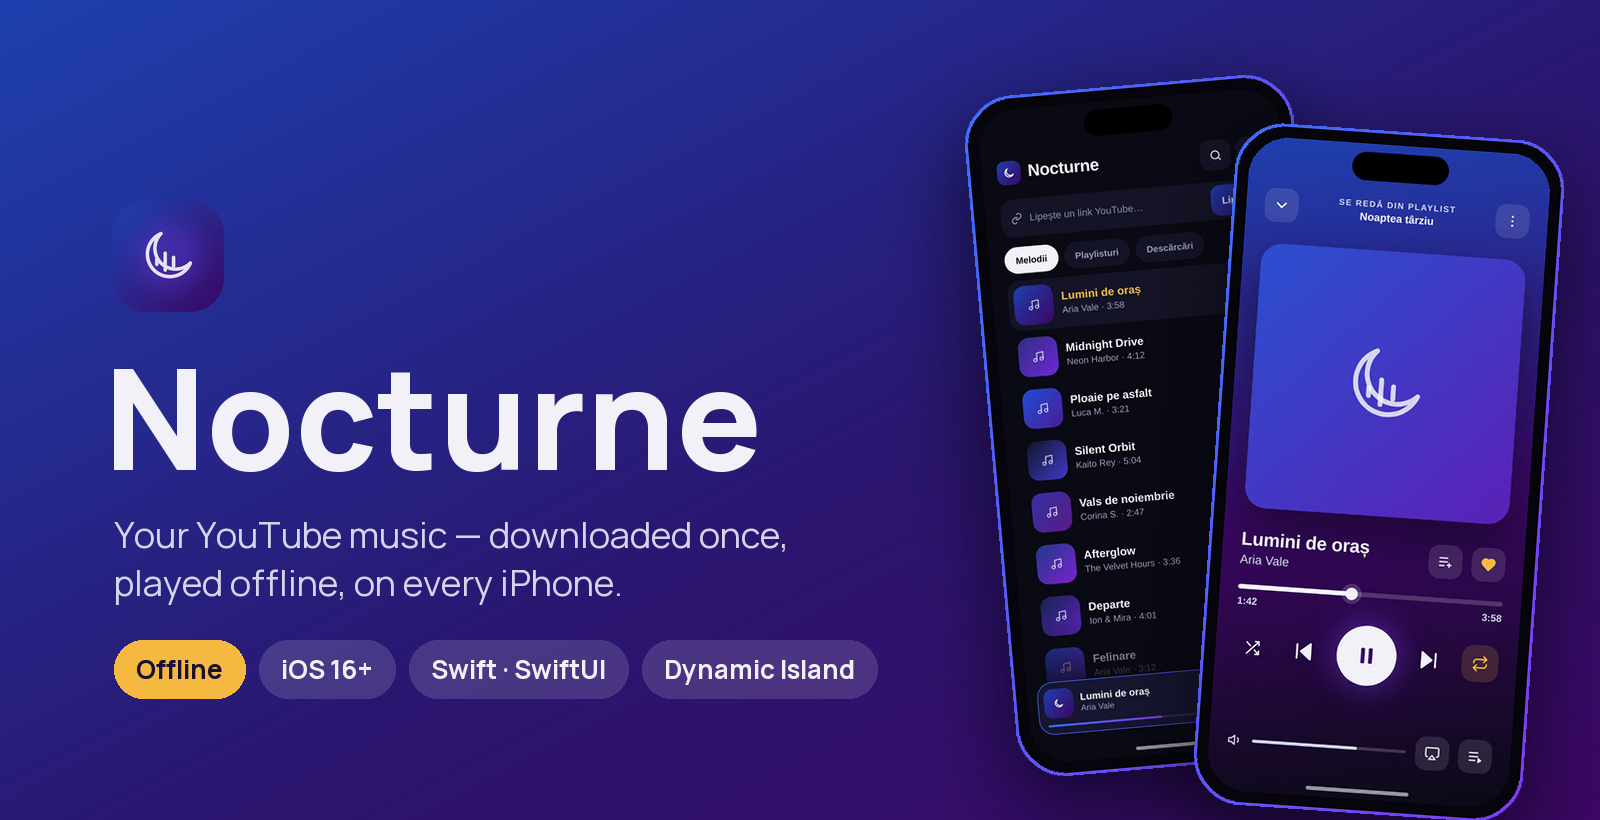 Nocturne
Your YouTube music — downloaded once,
played offline, on every iPhone.
Offline
iOS 16+
Swift · SwiftUI
Dynamic Island
Nocturne
Lipește un link YouTube…
Melodii
Playlisturi
Descărcări
Lumini de oraș
Aria Vale · 3:58
Midnight Drive
Neon Harbor · 4:12
Ploaie pe asfalt
Luca M. · 3:21
Silent Orbit
Kaito Rey · 5:04
Vals de noiembrie
Corina S. · 2:47
Afterglow
The Velvet Hours · 3:36
Departe
Ion & Mira · 4:01
Felinare
Aria Vale · 3:12
Lumini de oraș
Aria Vale
SE REDĂ DIN PLAYLIST
Noaptea târziu
Lumini de oraș
Aria Vale
1:42
3:58